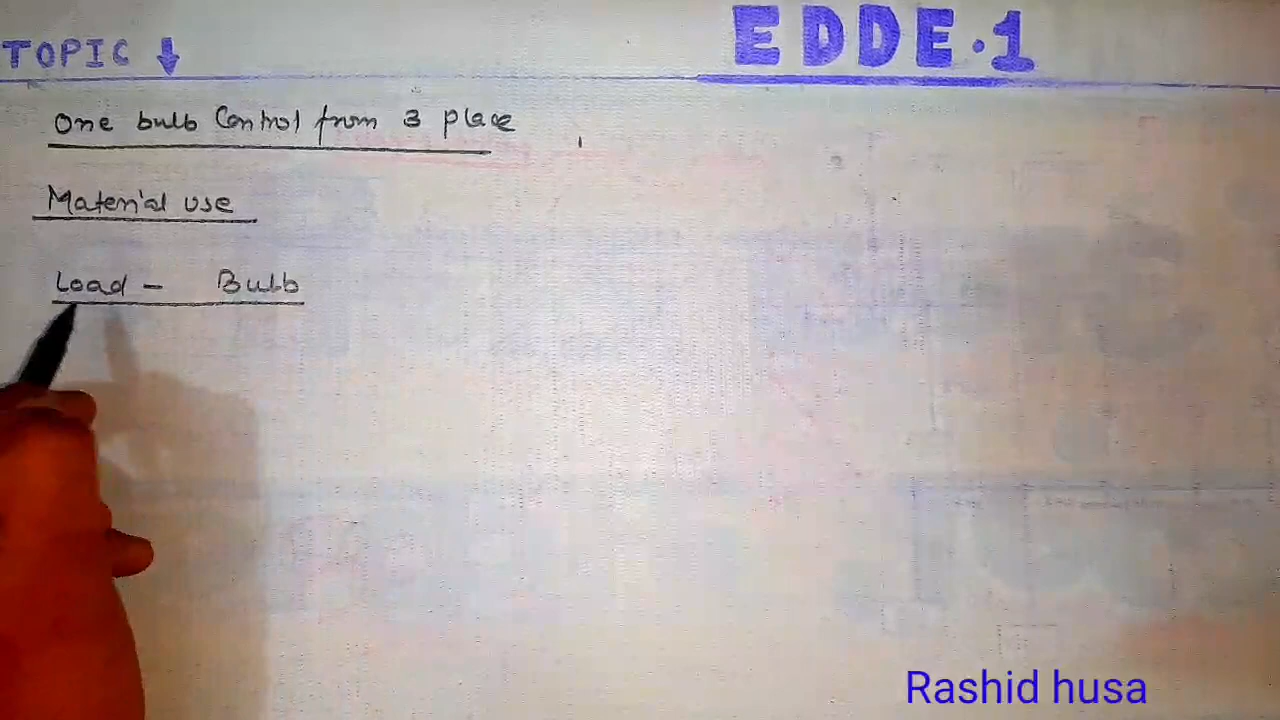 TOPIC ↓
EDDE.1
One bulb Control from 3 place
Material use
Load - Bulb
Rashid husa